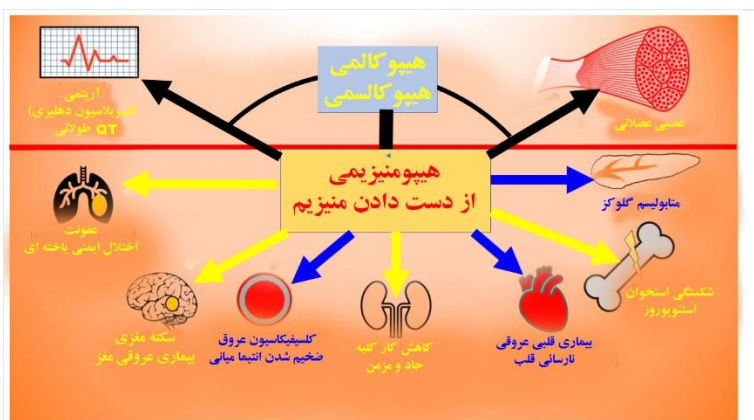 هیپوکالمی
هیپوکالسمی
آریتمی
(فیبریلاسیون دهلیزی)
QT طولانی
عصبی عضلانی
هیپومنیزیمی
از دست دادن منیزیم
متابولیسم گلوکز
عفونت
اختلال ایمنی یاخته ای
شکستگی استخوان
استئوپوروز
سکته مغزی
بیماری عروقی مغز
کلسیفیکاسیون عروق
ضخیم شدن انتیما میانی
کاهش کار کلیه
حاد و مزمن
بیماری قلبی عروقی
نارسائی قلب